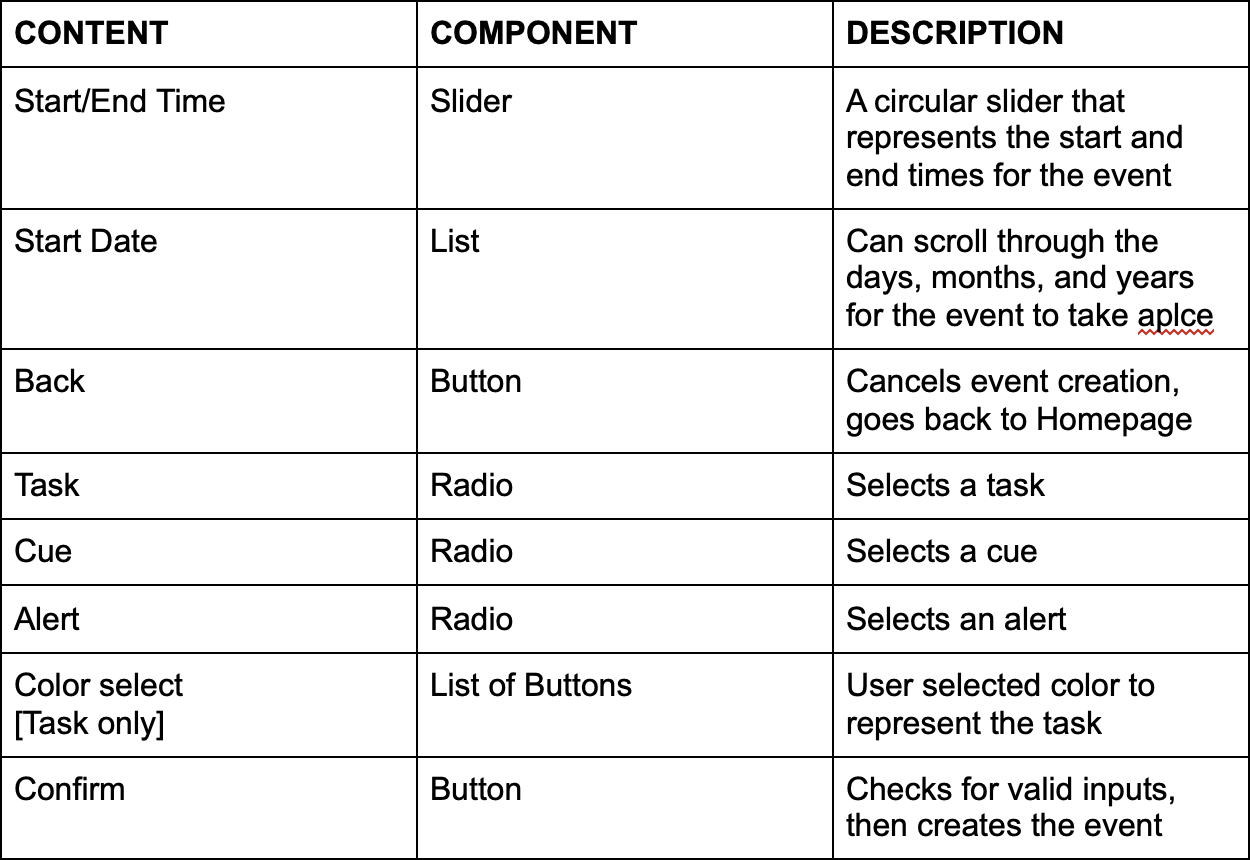 CONTENT COMPONENT DESCRIPTION
Start/End Time Slider A circular slider that
represents the start and
end times for the event
Start Date List Can scroll through the
days, months, and years
for the event to take aplce
Back Button Cancels event creation,
goes back to Homepage
Task Radio Selects a task
Cue Radio Selects a cue
Alert Radio Selects an alert
Color select List of Buttons User selected color to
[Task only] represent the task
Confirm Button Checks for valid inputs,
then creates the event